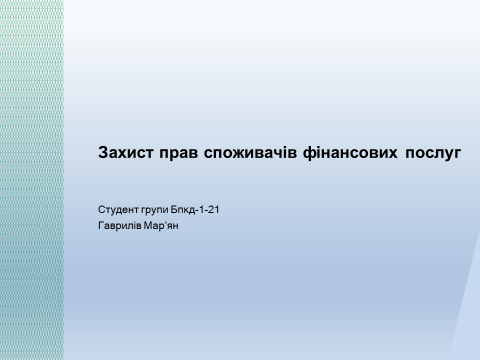 Захист прав споживачів фінансових послуг
Студент групи Бпкд-1-21
Гаврилів Мар'ян